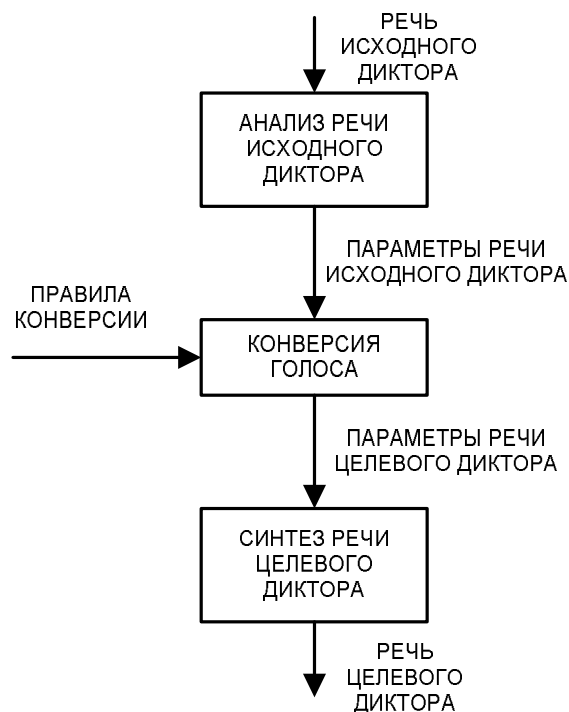 РЕЧЬ
ИСХОДНОГО
ДИКТОРА
АНАЛИЗ РЕЧИ
ИСХОДНОГО
ДИКТОРА
ПАРАМЕТРЫ РЕЧИ
ИСХОДНОГО ДИКТОРА
ПРАВИЛА
КОНВЕРСИИ
КОНВЕРСИЯ
ГОЛОСА
ПАРАМЕТРЫ РЕЧИ
ЦЕЛЕВОГО ДИКТОРА
СИНТЕЗ РЕЧИ
ЦЕЛЕВОГО
ДИКТОРА
РЕЧЬ
ЦЕЛЕВОГО
ДИКТОРА